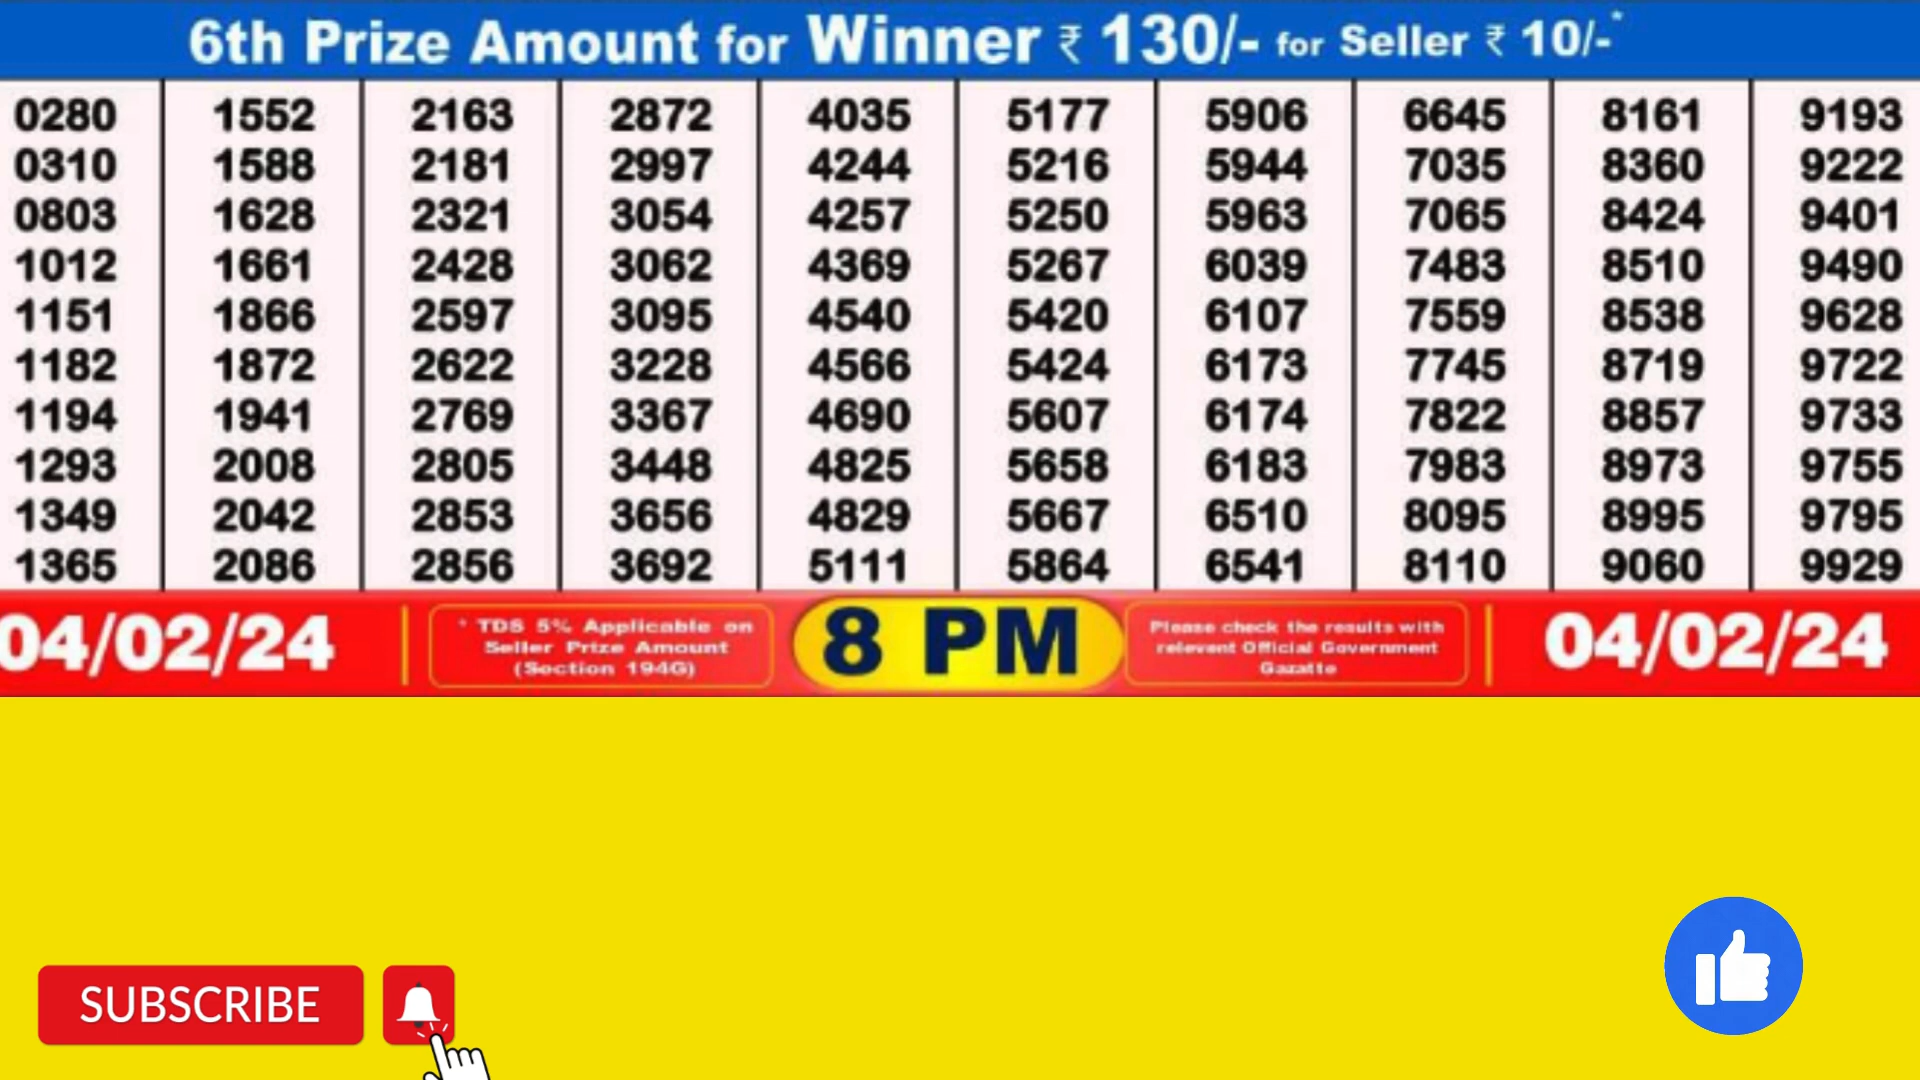 6th Prize Amount for Winner ₹ 130/- for Seller ₹ 10/-*
0280 1552 2163 2872 4035 5177 5906 6645 8161 9193
0310 1588 2181 2997 4244 5216 5944 7035 8360 9222
0803 1628 2321 3054 4257 5250 5963 7065 8424 9401
1012 1661 2428 3062 4369 5267 6039 7483 8510 9490
1151 1866 2597 3095 4540 5420 6107 7559 8538 9628
1182 1872 2622 3228 4566 5424 6173 7745 8719 9722
1194 1941 2769 3367 4690 5607 6174 7822 8857 9733
1293 2008 2805 3448 4825 5658 6183 7983 8973 9755
1349 2042 2853 3656 4829 5667 6510 8095 8995 9795
1365 2086 2856 3692 5111 5864 6541 8110 9060 9929
04/02/24
* TDS 5% Applicable on
Seller Prize Amount
(Section 194G)
8 PM
Please check the results with
relevent Official Government
Gazatte
04/02/24
SUBSCRIBE